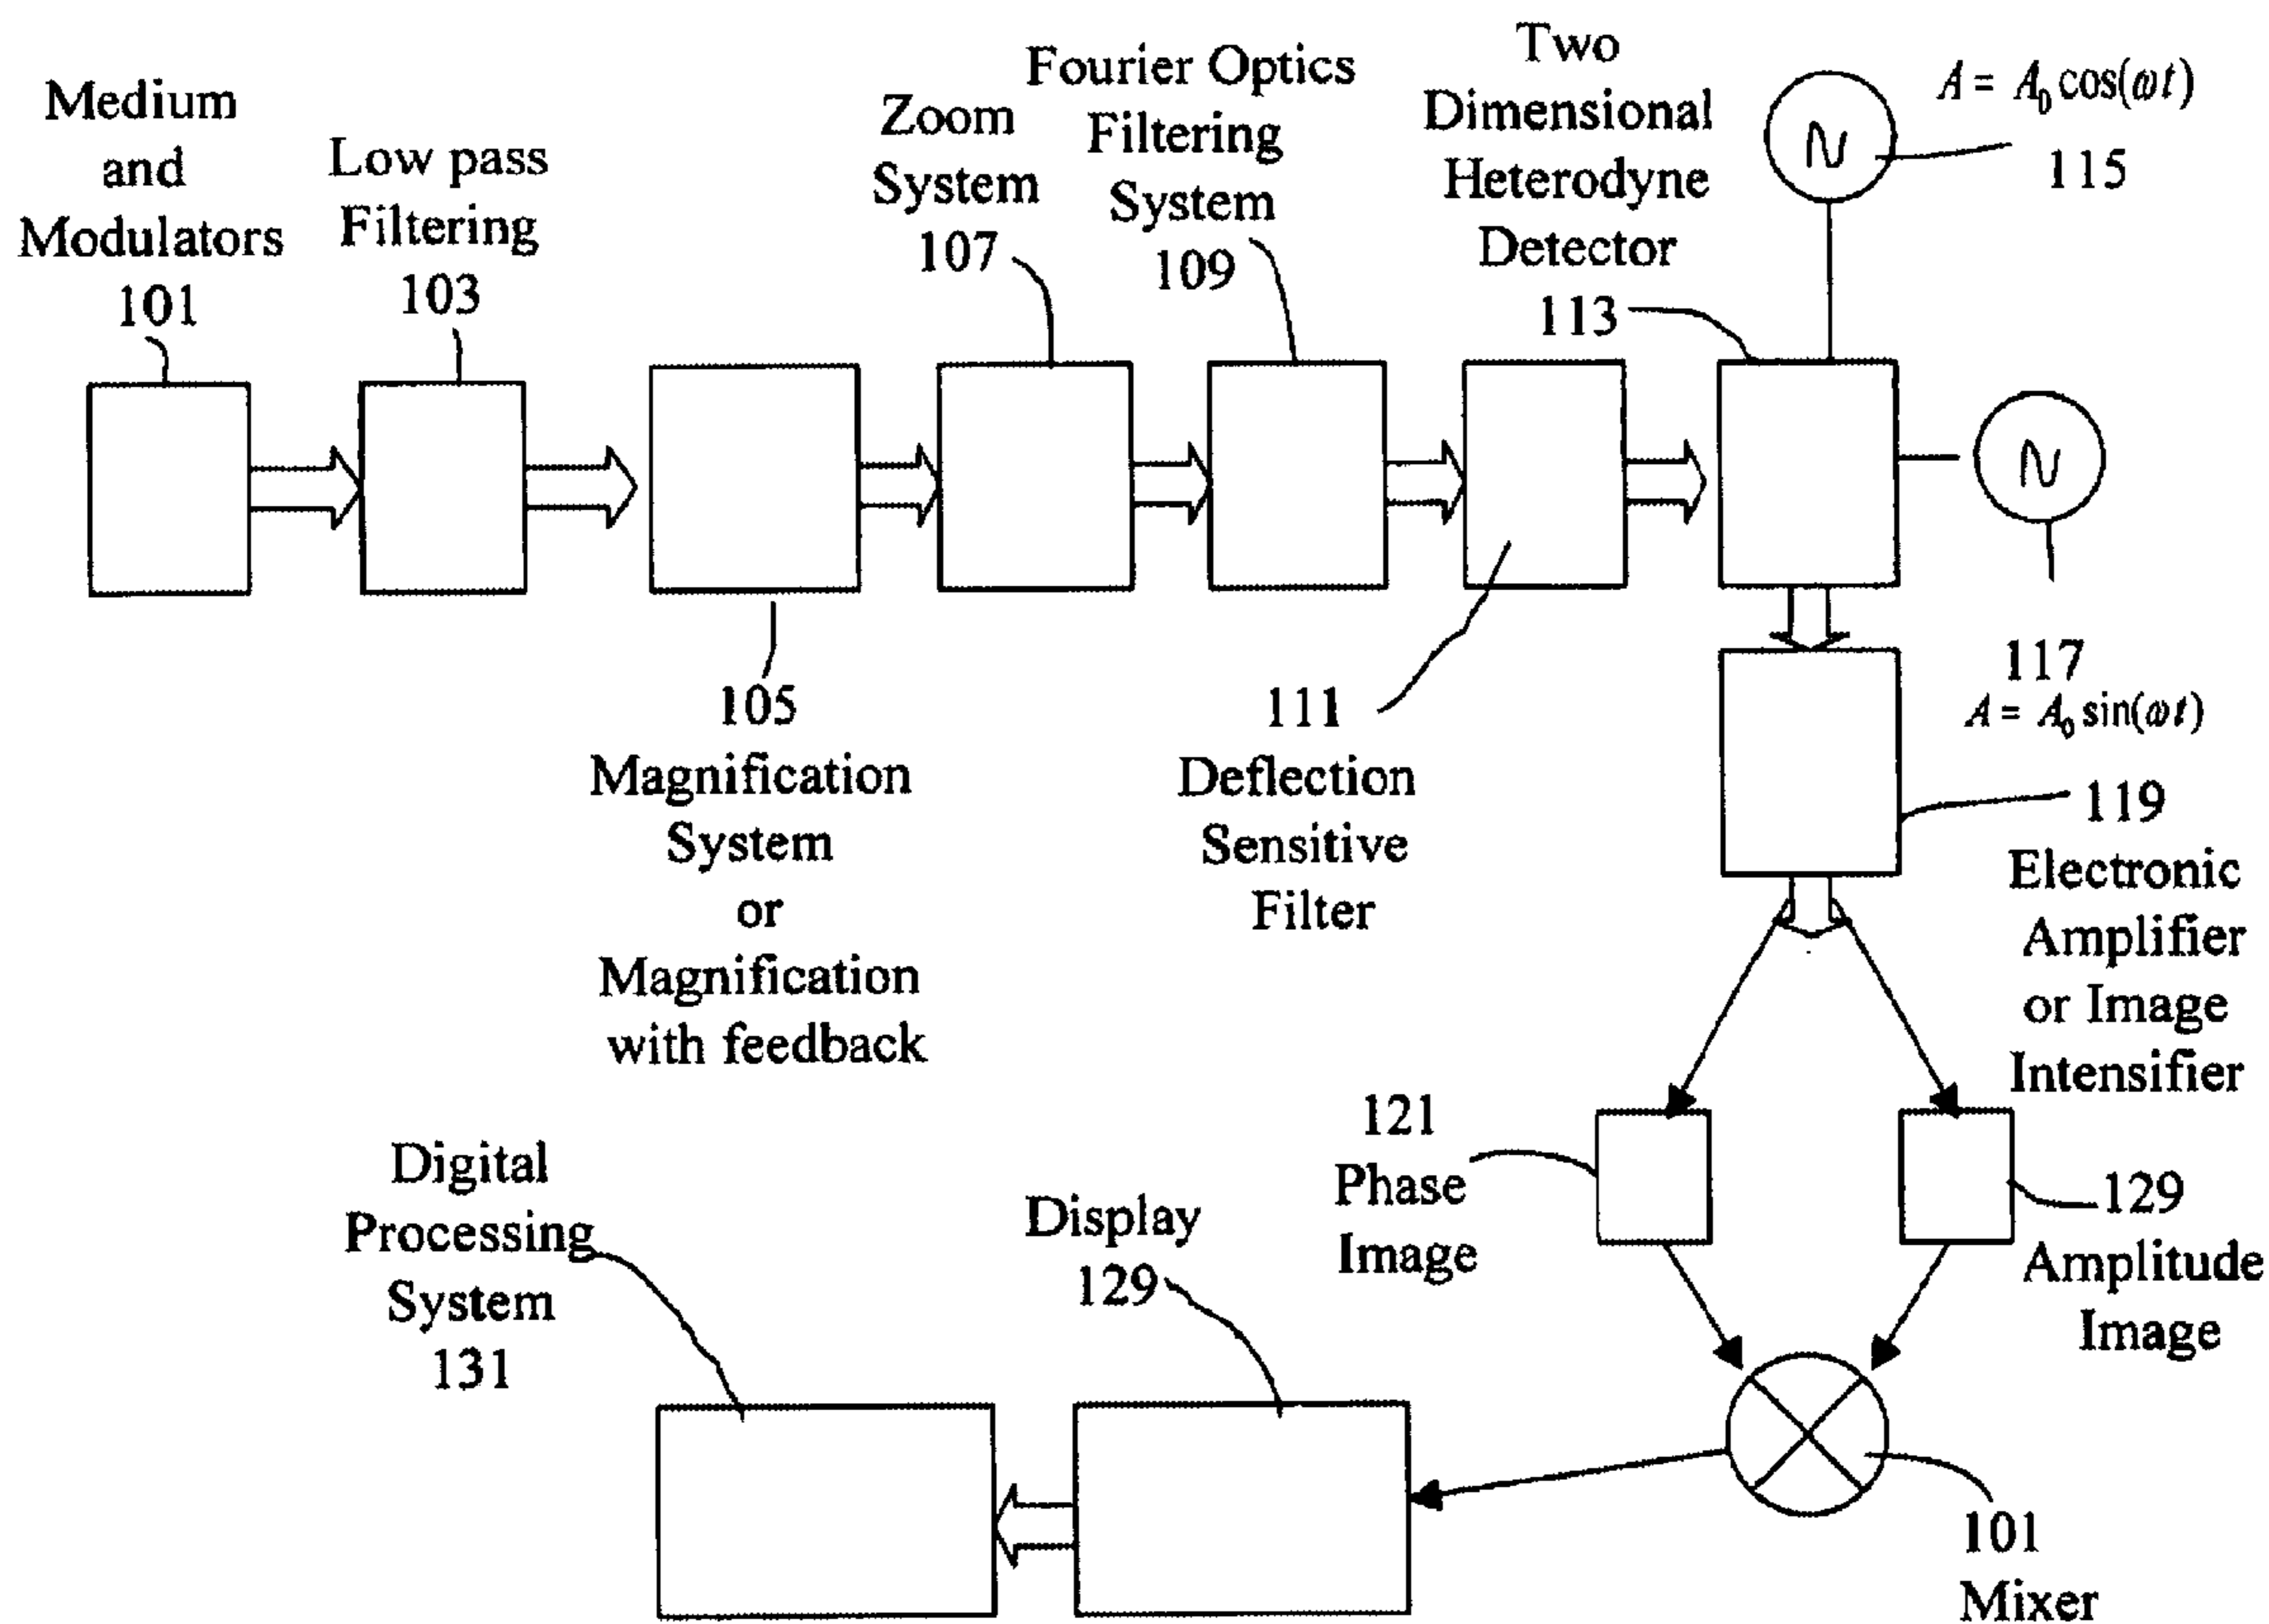 Medium
and
Modulators
101
Low pass
Filtering
103
Zoom
System
107
Fourier Optics
Filtering
System
109
Two
Dimensional
Heterodyne
Detector
113
A = A₀ cos(ωt)
115
117
A = A₀ sin(ωt)
105
Magnification
System
or
Magnification
with feedback
111
Deflection
Sensitive
Filter
119
Electronic
Amplifier
or Image
Intensifier
121
Phase
Image
129
Amplitude
Image
Digital
Processing
System
131
Display
129
101
Mixer